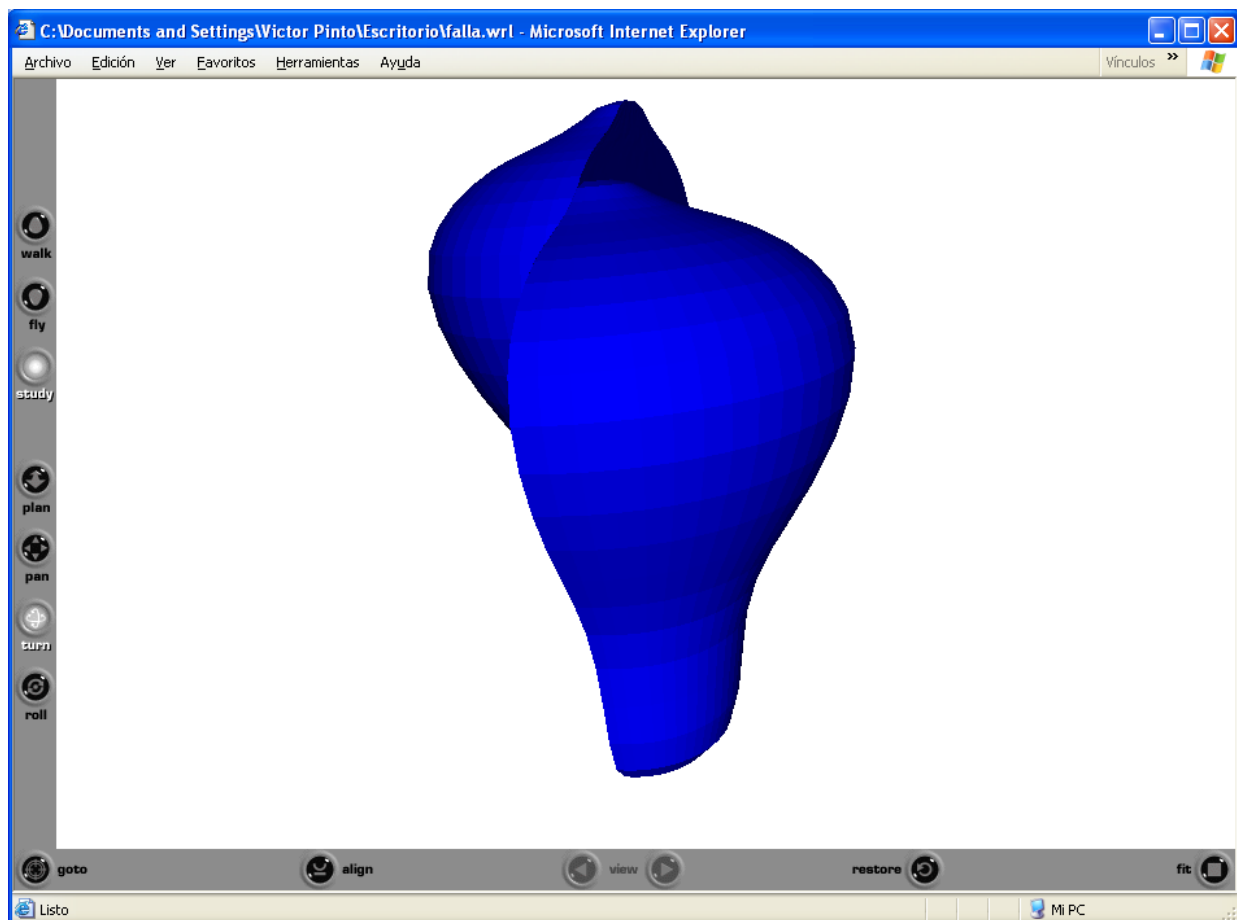 C:\Documents and Settings\Victor Pinto\Escritorio\falla.wrl - Microsoft Internet Explorer
Archivo Edición Ver Favoritos Herramientas Ayuda Vínculos »
walk
fly
study
plan
pan
turn
roll
goto align view restore fit
Listo Mi PC